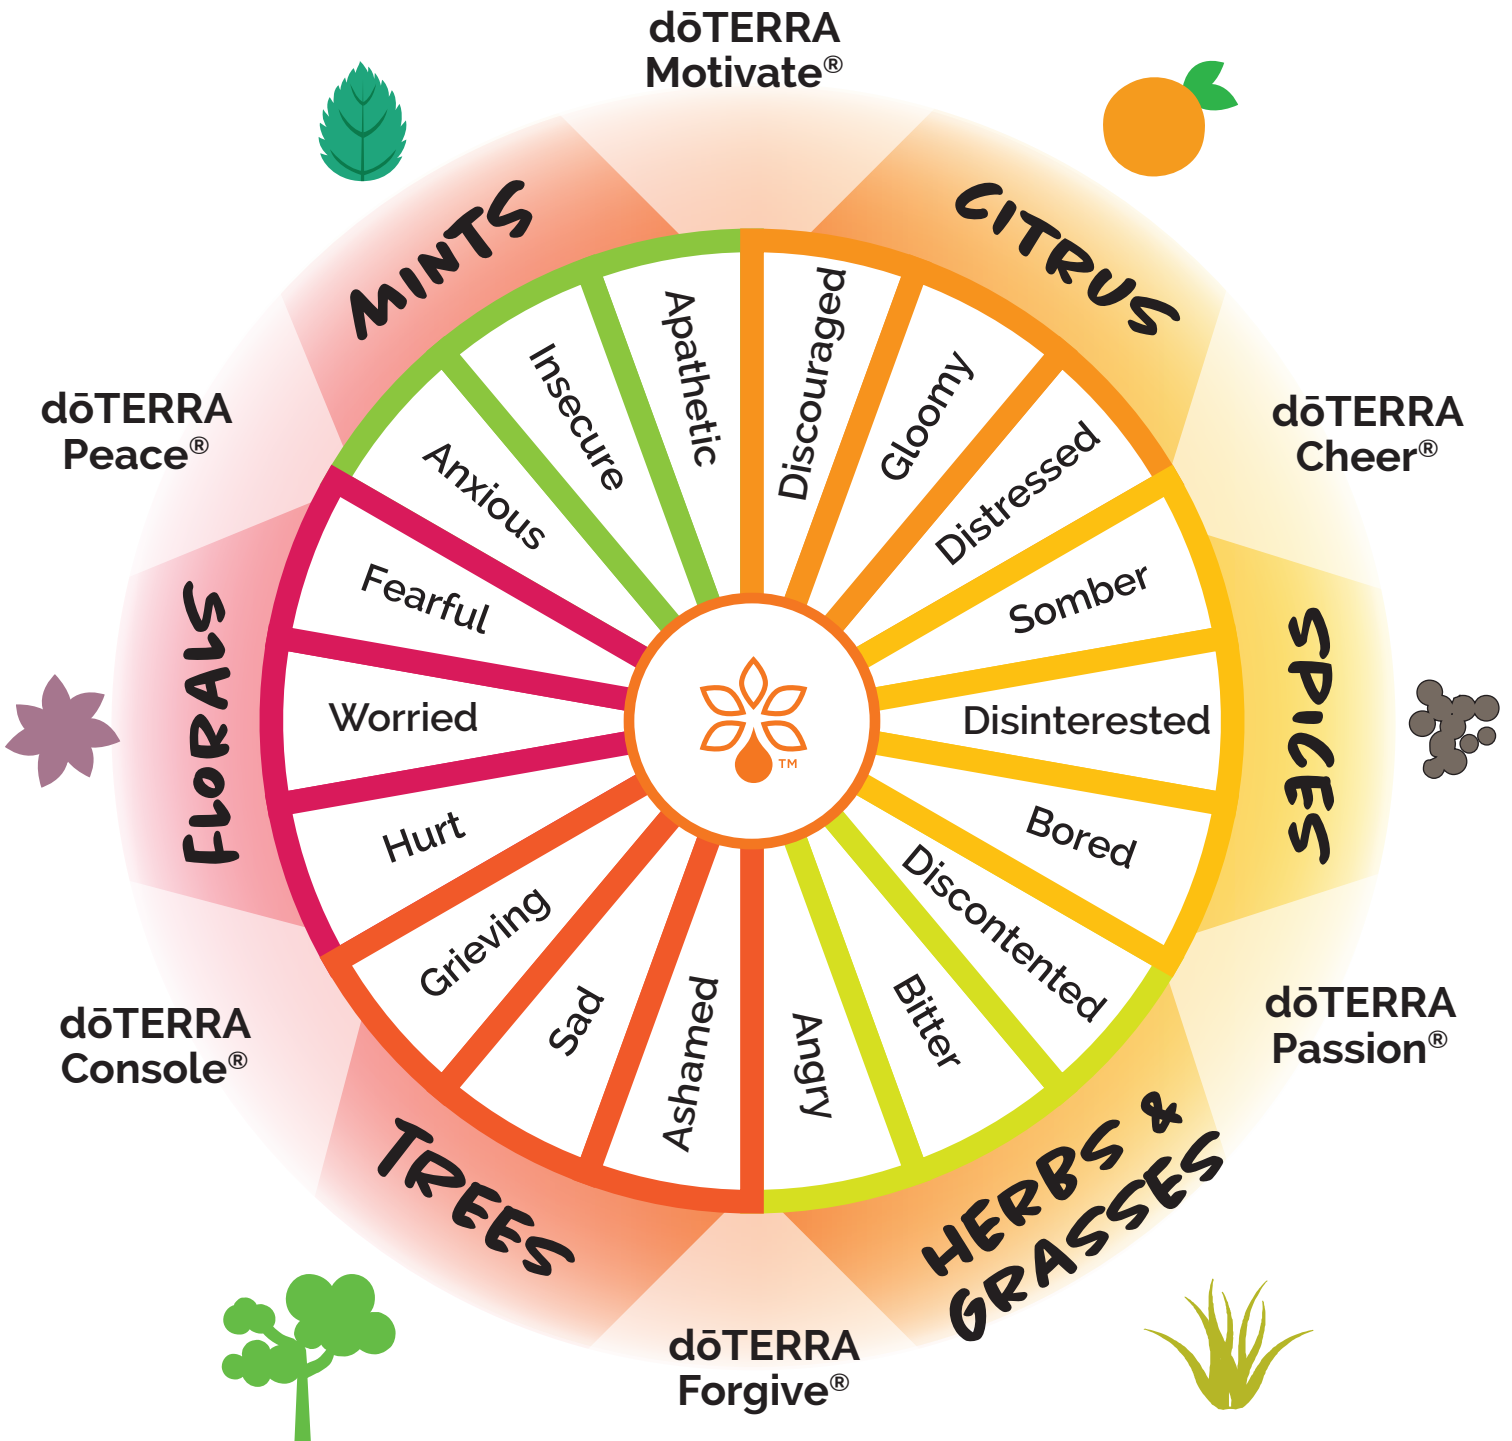 dōTERRA
Motivate®
MINTS
CITRUS
dōTERRA
Peace®
dōTERRA
Cheer®
FLORALS
SPICES
dōTERRA
Console®
dōTERRA
Passion®
TREES
HERBS &
GRASSES
dōTERRA
Forgive®
Discouraged
Gloomy
Distressed
Somber
Disinterested
Bored
Discontented
Bitter
Angry
Ashamed
Sad
Grieving
Hurt
Worried
Fearful
Anxious
Insecure
Apathetic
TM